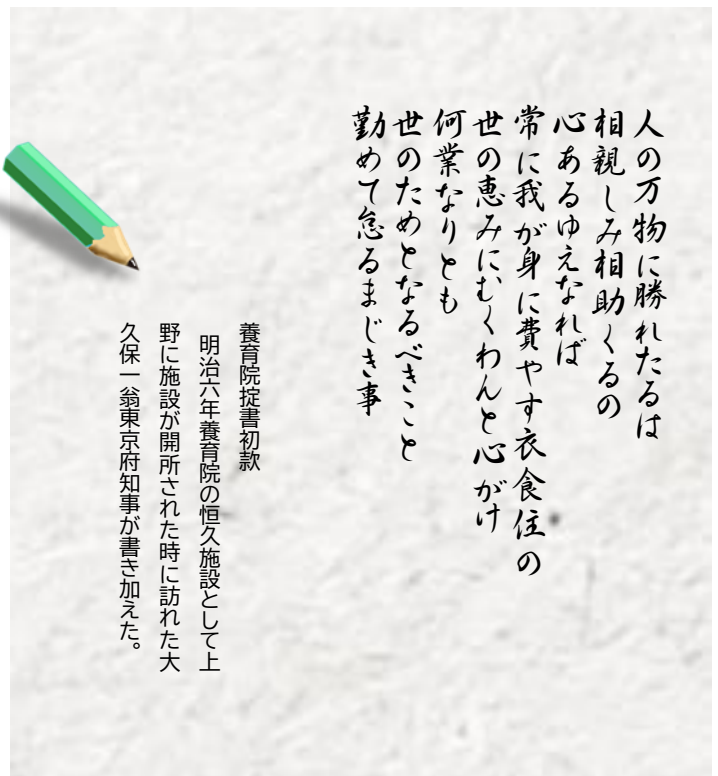 人の万物に勝れたるは
相親しみ相助くるの
心あるゆえなれば
常に我が身に費やす衣食住の
世の恵みにむくわんと心がけ
何業なりとも
世のためとなるべきこと
勤めて怠るまじき事
養育院掟書初款
明治六年養育院の恒久施設として上
野に施設が開所された時に訪れた大
久保一翁東京府知事が書き加えた。